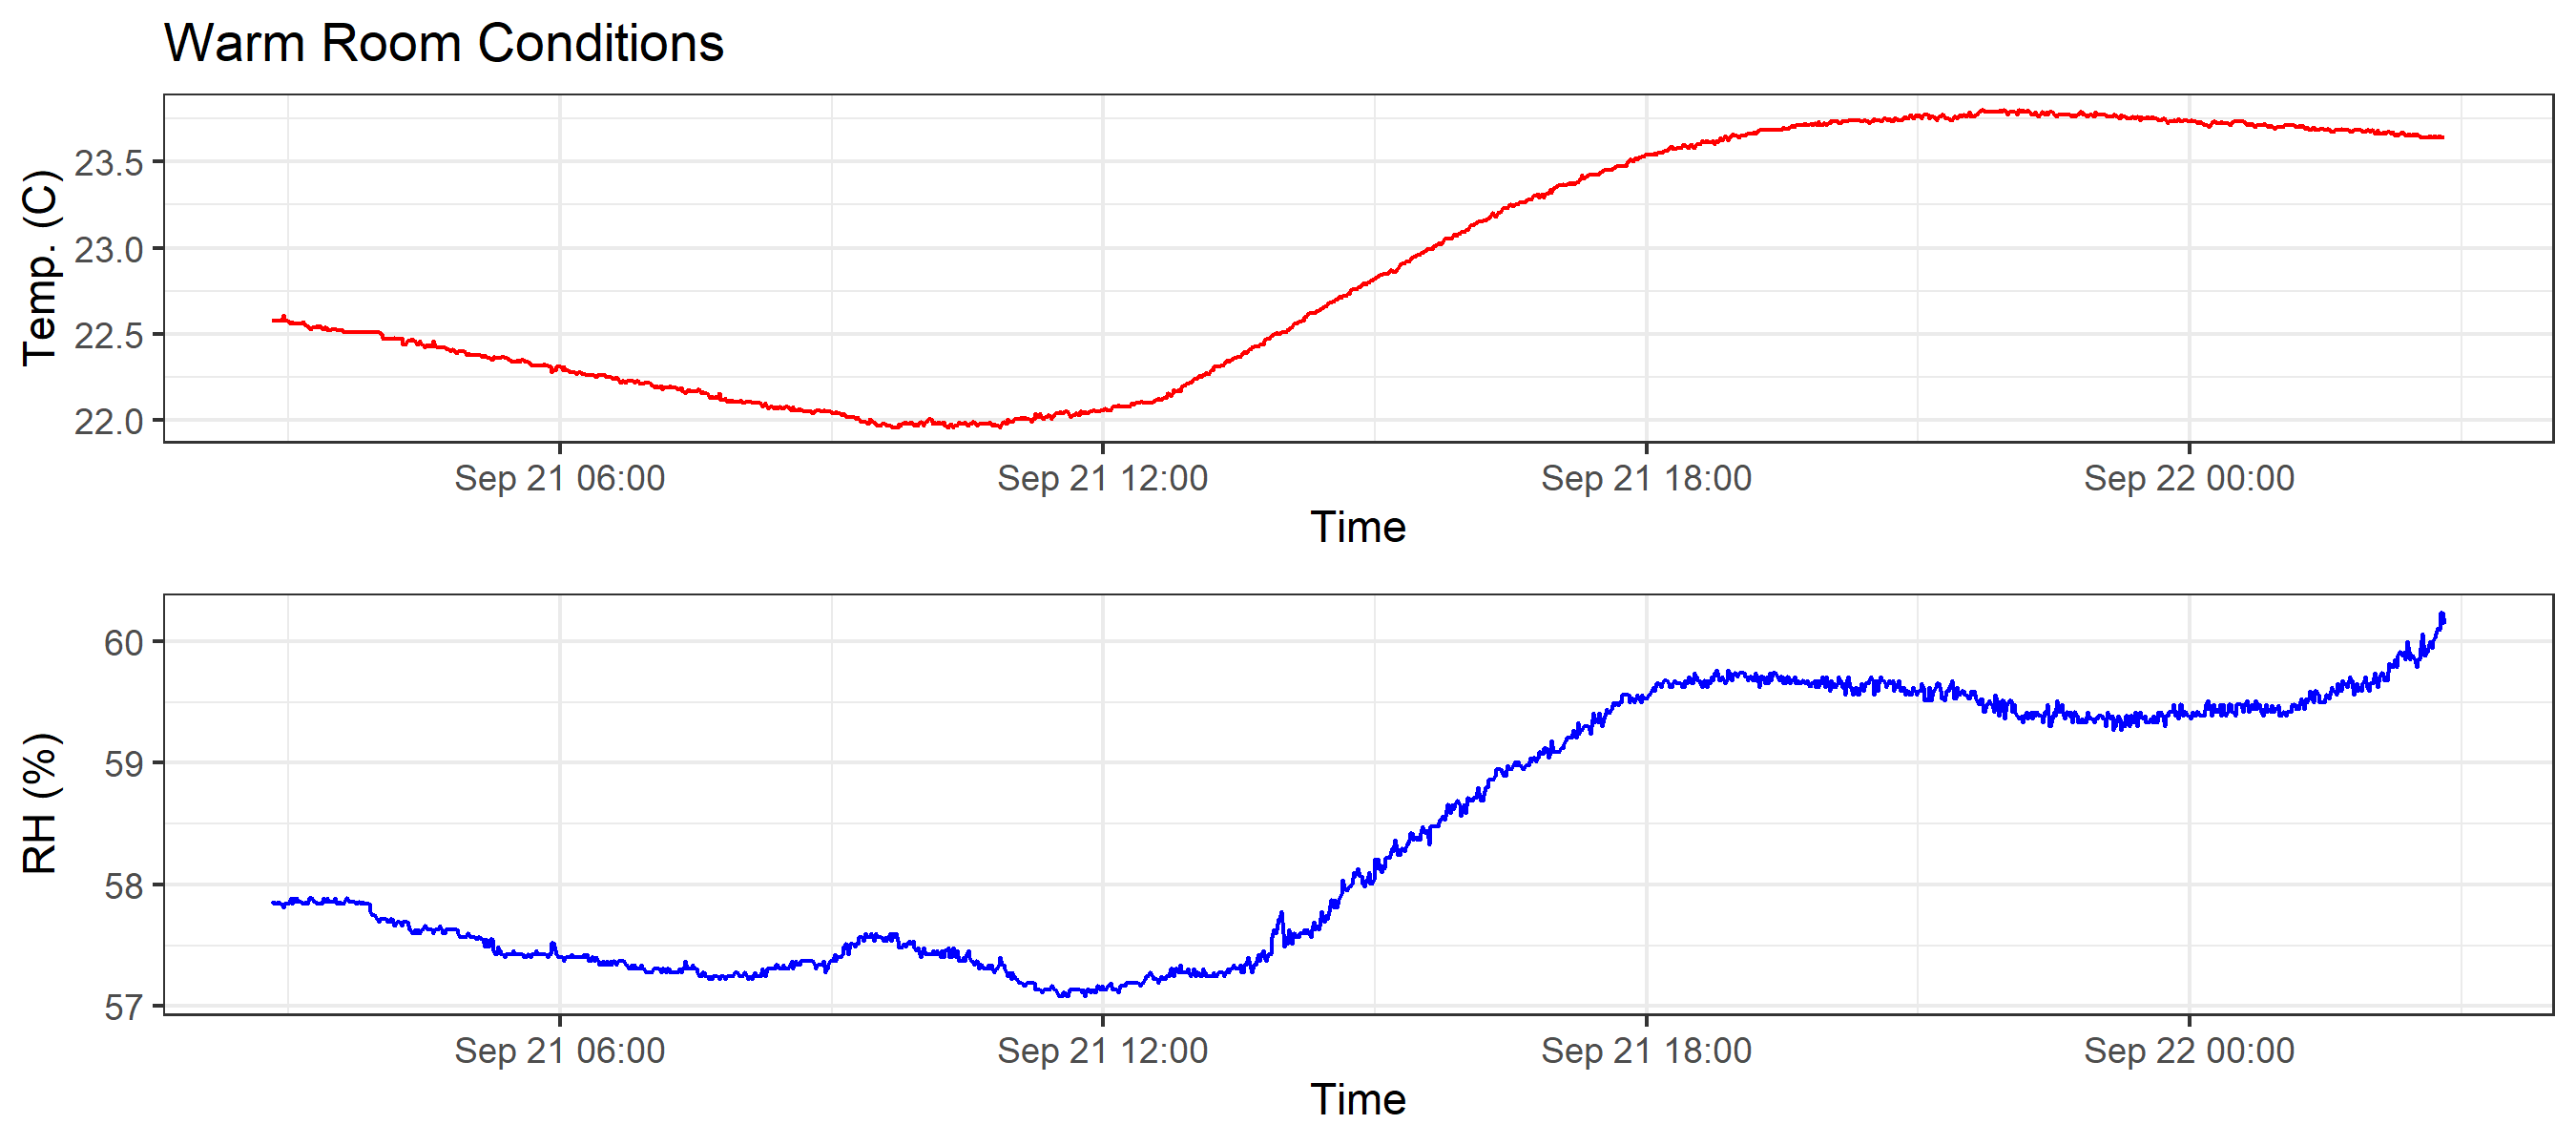 Warm Room Conditions
Temp. (C)
23.5
23.0
22.5
22.0
Sep 21 06:00 Sep 21 12:00 Sep 21 18:00 Sep 22 00:00
Time
RH (%)
60
59
58
57
Sep 21 06:00 Sep 21 12:00 Sep 21 18:00 Sep 22 00:00
Time